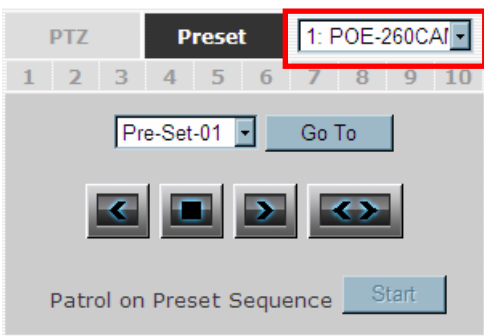 PTZ Preset 1: POE-260CAM
1 2 3 4 5 6 7 8 9 10
Pre-Set-01 Go To
Patrol on Preset Sequence Start